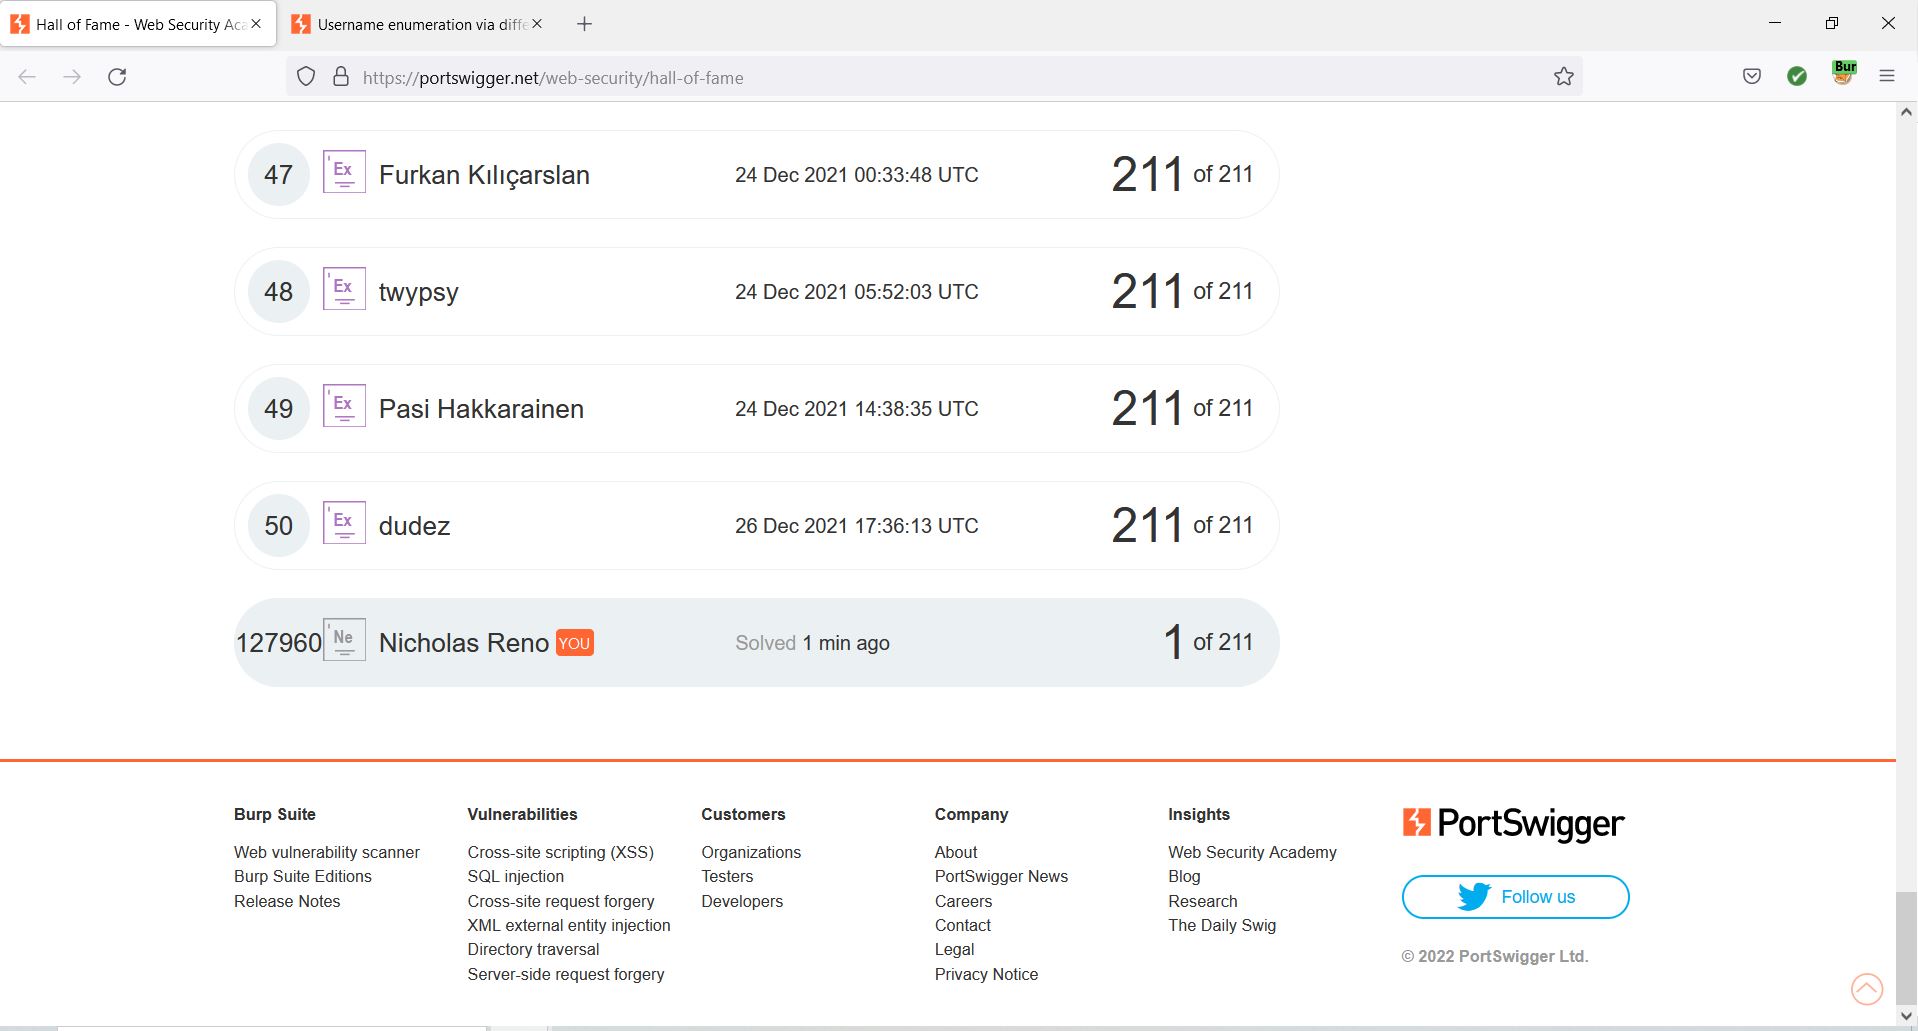 Hall of Fame - Web Security Aca
Username enumeration via diffe
https://portswigger.net/web-security/hall-of-fame
Bur
47 Ex Furkan Kılıçarslan 24 Dec 2021 00:33:48 UTC 211 of 211
48 Ex twypsy 24 Dec 2021 05:52:03 UTC 211 of 211
49 Ex Pasi Hakkarainen 24 Dec 2021 14:38:35 UTC 211 of 211
50 Ex dudez 26 Dec 2021 17:36:13 UTC 211 of 211
127960 Ne Nicholas Reno YOU Solved 1 min ago 1 of 211
Burp Suite
Web vulnerability scanner
Burp Suite Editions
Release Notes
Vulnerabilities
Cross-site scripting (XSS)
SQL injection
Cross-site request forgery
XML external entity injection
Directory traversal
Server-side request forgery
Customers
Organizations
Testers
Developers
Company
About
PortSwigger News
Careers
Contact
Legal
Privacy Notice
Insights
Web Security Academy
Blog
Research
The Daily Swig
PortSwigger
Follow us
© 2022 PortSwigger Ltd.